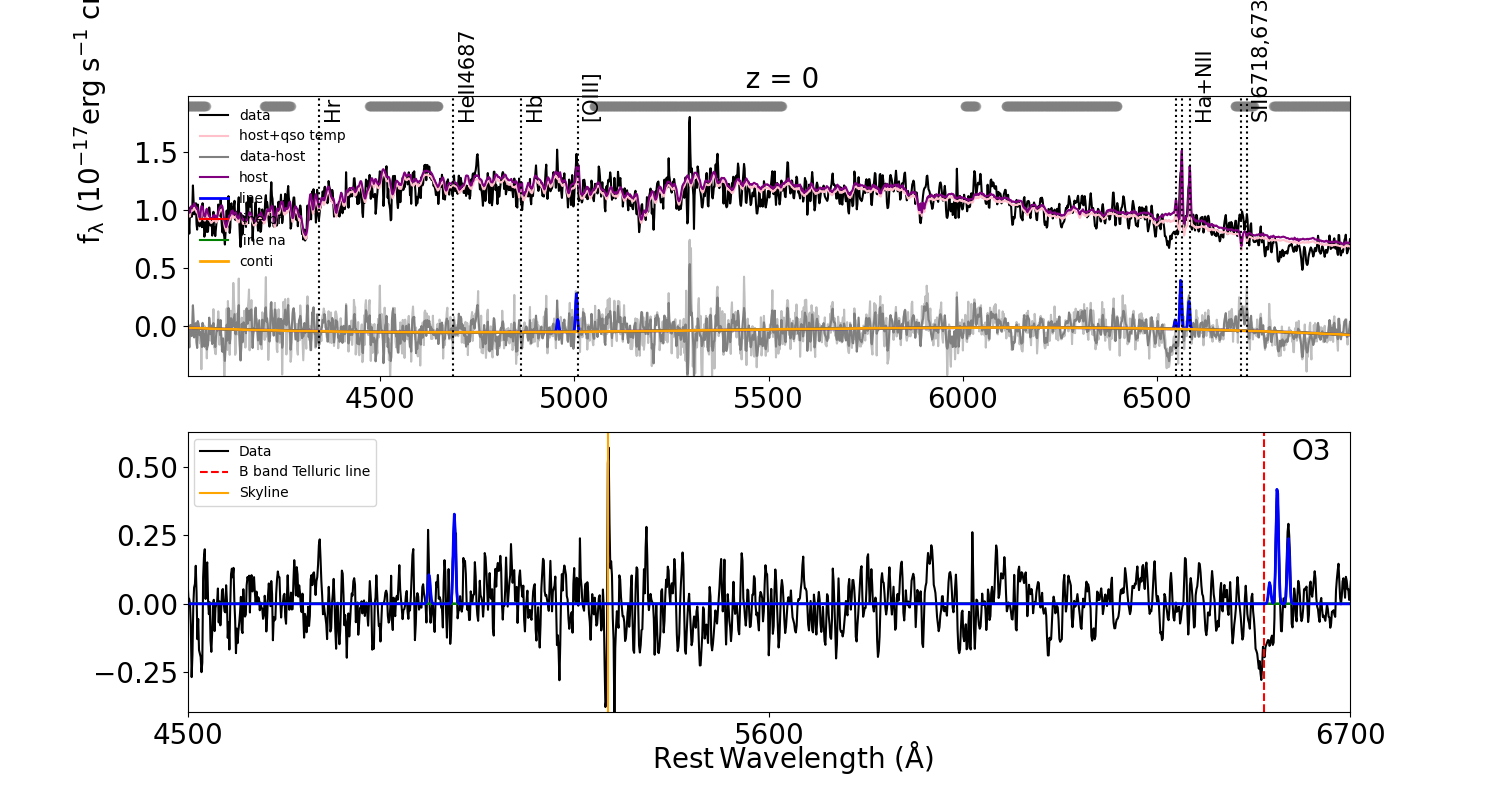 z = 0
f_λ (10^−17 erg s^−1
Hr
HeII4687
Hb
[OIII]
Ha+NII
SII6718,673
data
host+qso temp
data-host
host
line
line na
conti
1.5
1.0
0.5
0.0
4500 5000 5500 6000 6500
Data
B band Telluric line
Skyline
O3
0.50
0.25
0.00
−0.25
4500 5600 6700
Rest Wavelength (Å)